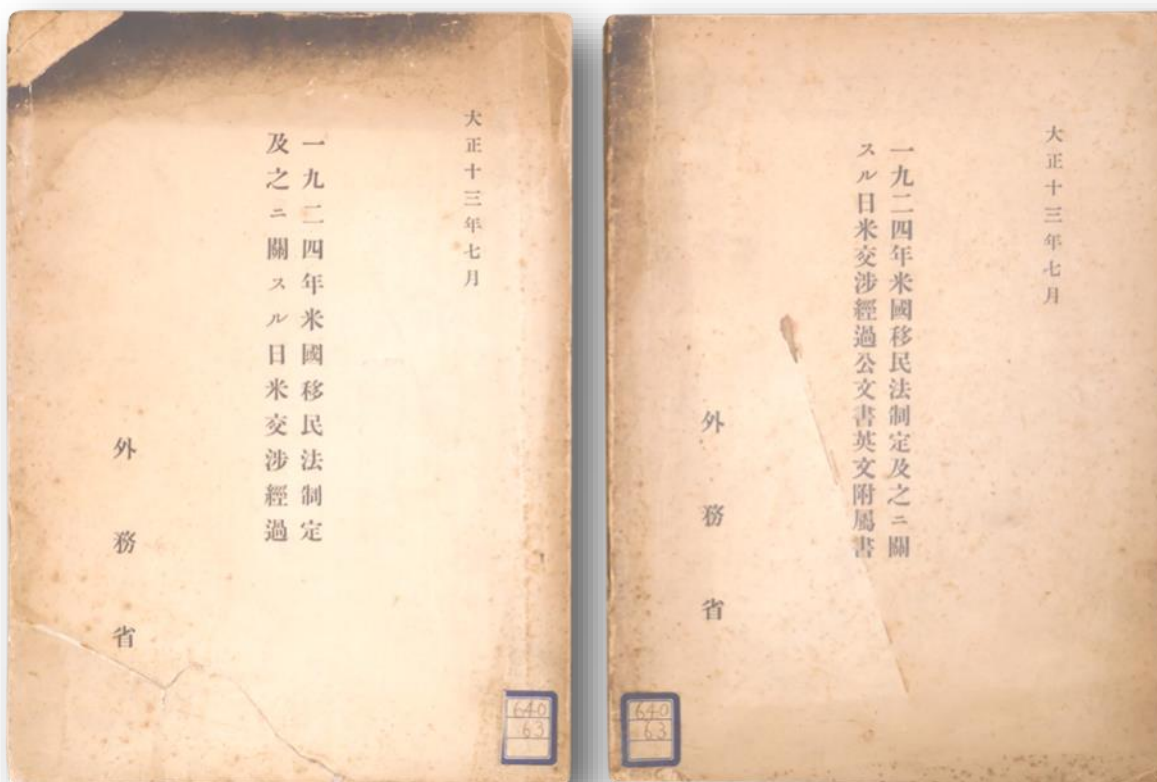 大正十三年七月
一九二四年米國移民法制定
及之ニ關スル日米交涉經過
外務省
640
63
大正十三年七月
一九二四年米國移民法制定及之ニ關
スル日米交涉經過公文書英文附屬書
外務省
640
63